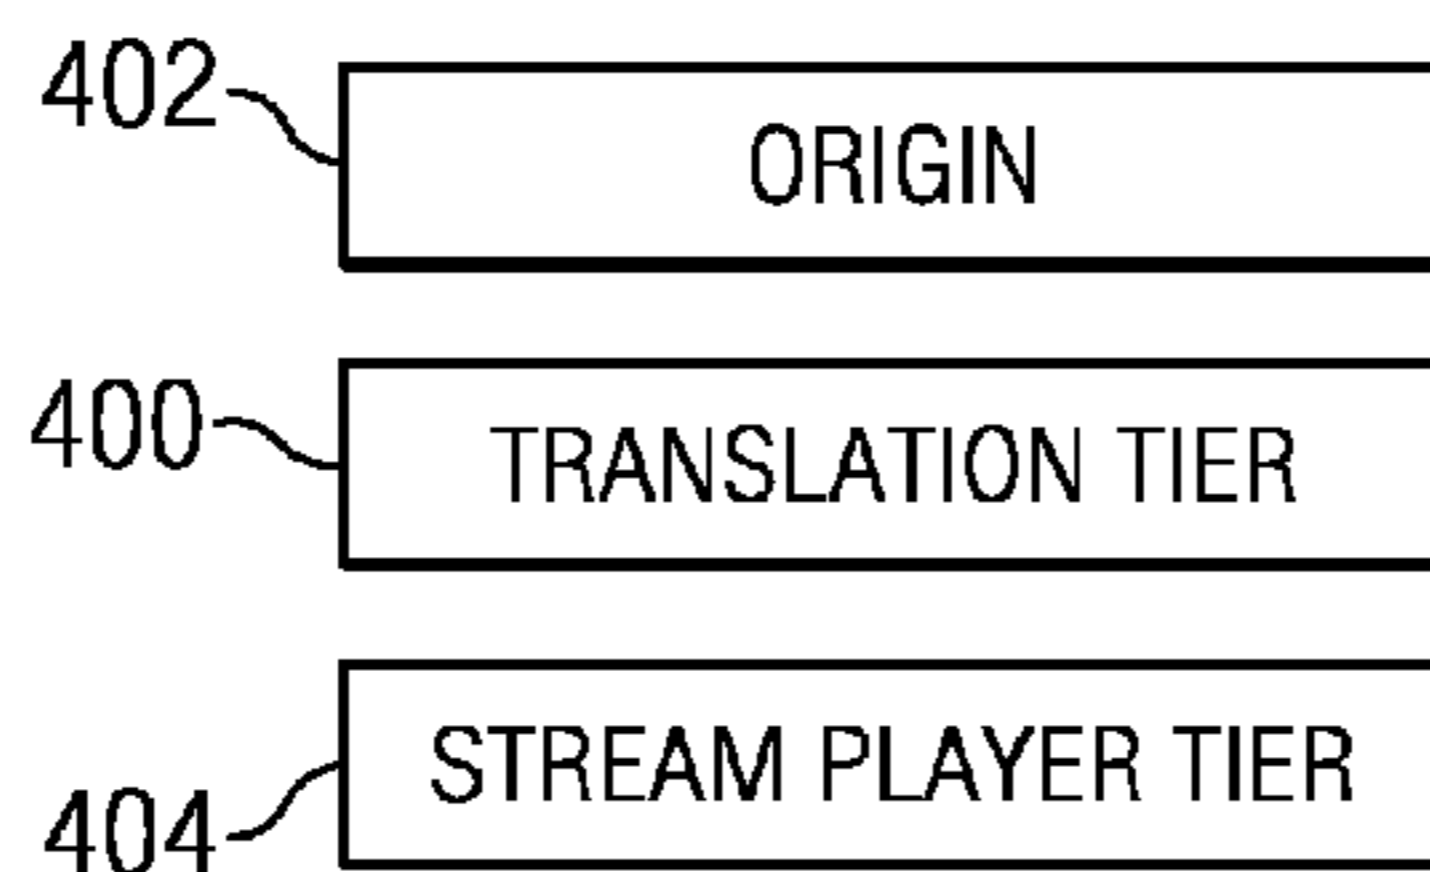 402
ORIGIN
400
TRANSLATION TIER
STREAM PLAYER TIER
404